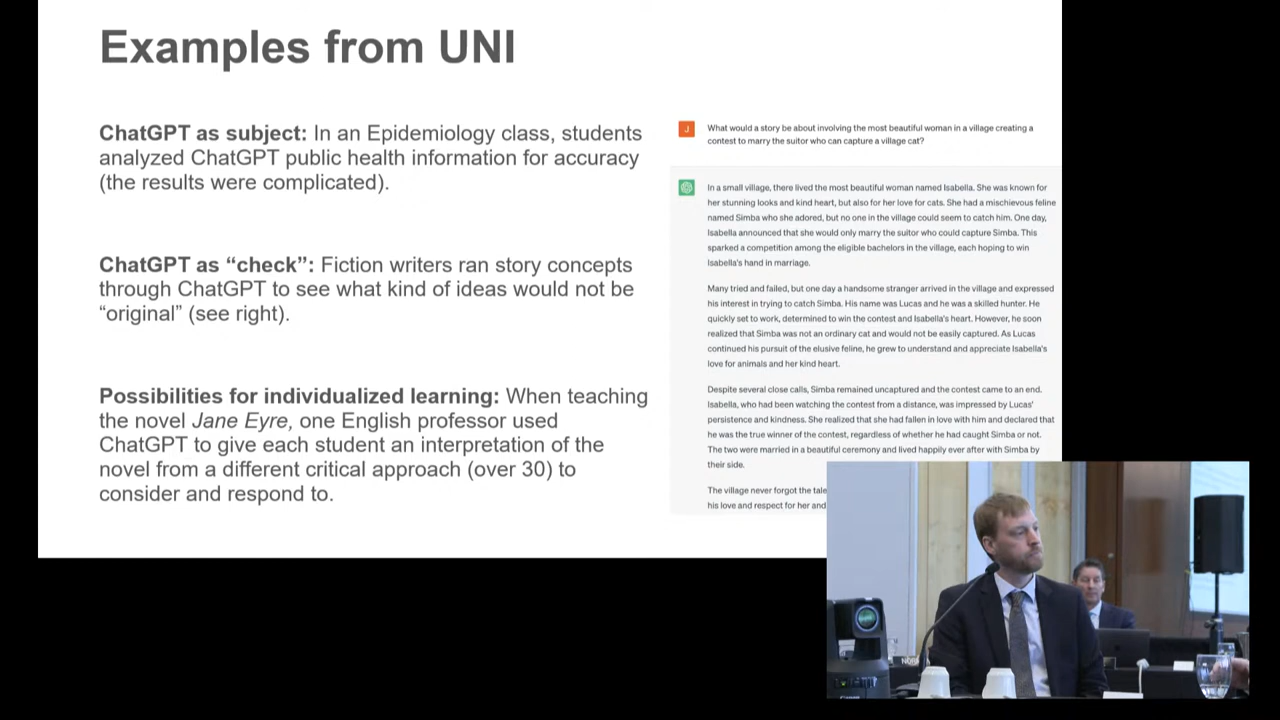 Examples from UNI
ChatGPT as subject: In an Epidemiology class, students
analyzed ChatGPT public health information for accuracy
(the results were complicated).
ChatGPT as “check”: Fiction writers ran story concepts
through ChatGPT to see what kind of ideas would not be
“original” (see right).
Possibilities for individualized learning: When teaching
the novel Jane Eyre, one English professor used
ChatGPT to give each student an interpretation of the
novel from a different critical approach (over 30) to
consider and respond to.
J
What would a story be about involving the most beautiful woman in a village creating a
contest to marry the suitor who can capture a village cat?
In a small village, there lived the most beautiful woman named Isabella. She was known for
her stunning looks and kind heart, but also for her love for cats. She had a mischievous feline
named Simba who she adored, but no one in the village could seem to catch him. One day,
Isabella announced that she would only marry the suitor who could capture Simba. This
sparked a competition among the eligible bachelors in the village, each hoping to win
Isabella's hand in marriage.
Many tried and failed, but one day a handsome stranger arrived in the village and expressed
his interest in trying to catch Simba. His name was Lucas and he was a skilled hunter. He
quickly set to work, determined to win the contest and Isabella's heart. However, he soon
realized that Simba was not an ordinary cat and would not be easily captured. As Lucas
continued his pursuit of the elusive feline, he grew to understand and appreciate Isabella's
love for animals and her kind heart.
Despite several close calls, Simba remained uncaptured and the contest came to an end.
Isabella, who had been watching the contest from a distance, was impressed by Lucas'
persistence and kindness. She realized that she had fallen in love with him and declared that
he was the true winner of the contest, regardless of whether he had caught Simba or not.
The two were married in a beautiful ceremony and lived happily ever after with Simba by
their side.
The village never forgot the tale
his love and respect for her and